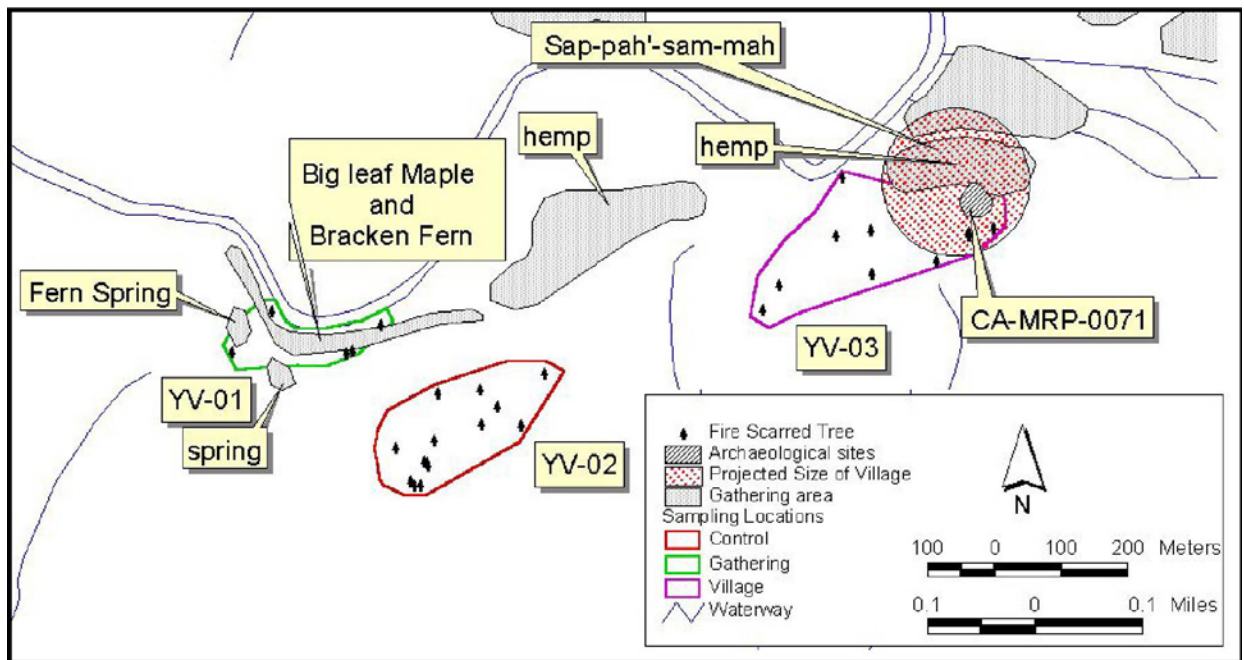 Sap-pah'-sam-mah
hemp
hemp
Big leaf Maple
and
Bracken Fern
Fern Spring
CA-MRP-0071
YV-03
YV-01
spring
YV-02
Fire Scarred Tree
Archaeological sites
Projected Size of Village
Gathering area
Sampling Locations
Control
Gathering
Village
Waterway
N
100 0 100 200 Meters
0.1 0 0.1 Miles